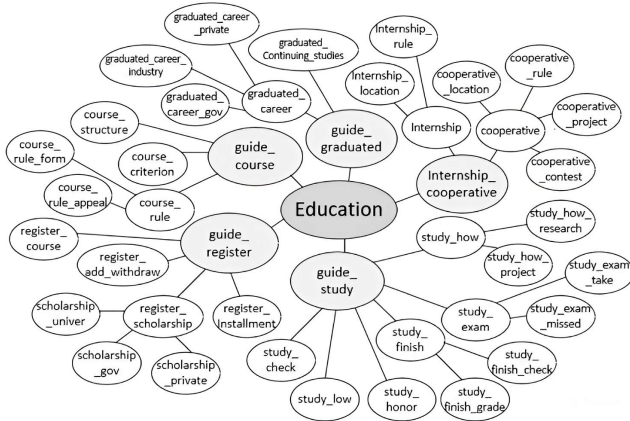 graduated_career
_private
graduated_
Continuing_studies
Internship_
rule
cooperative
_rule
graduated_career_
industry
Internship_
location
cooperative
_location
graduated_
career_gov
graduated_
career
cooperative
_project
course_
structure
guide_
graduated
Internship
cooperative
course_
rule_form
course_
criterion
guide_
course
Internship_
cooperative
cooperative
_contest
course_
rule_appeal
course_
rule
Education
register_
course
guide_
register
study_how
study_how_
research
register_
add_withdraw
guide_
study
study_how_
project
study_exam_
take
scholarship
_univer
register_
scholarship
register_
Installment
study_
exam
study_exam
_missed
scholarship
_gov
scholarship
_private
study_
check
study_
finish
study_
finish_check
study_low
study_
honor
study_
finish_grade